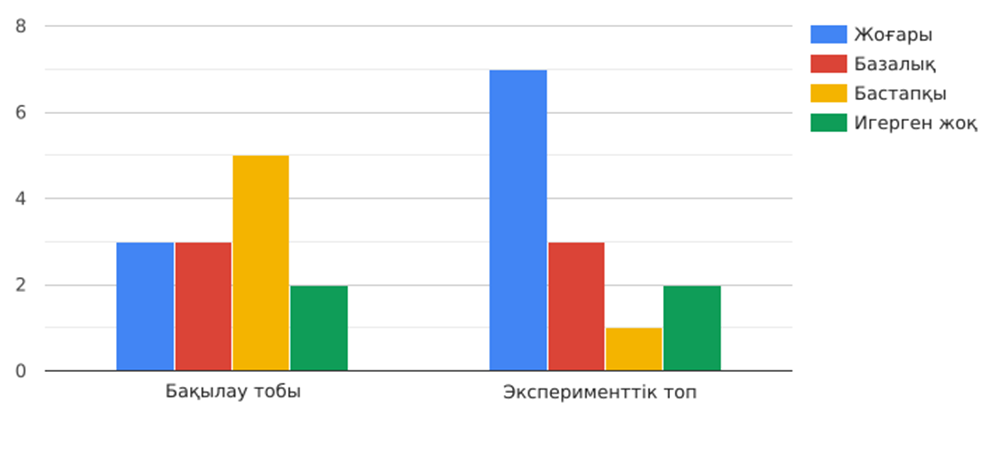 8
6
4
2
0
Бақылау тобы
Эксперименттік топ
Жоғары
Базалық
Бастапқы
Игерген жоқ